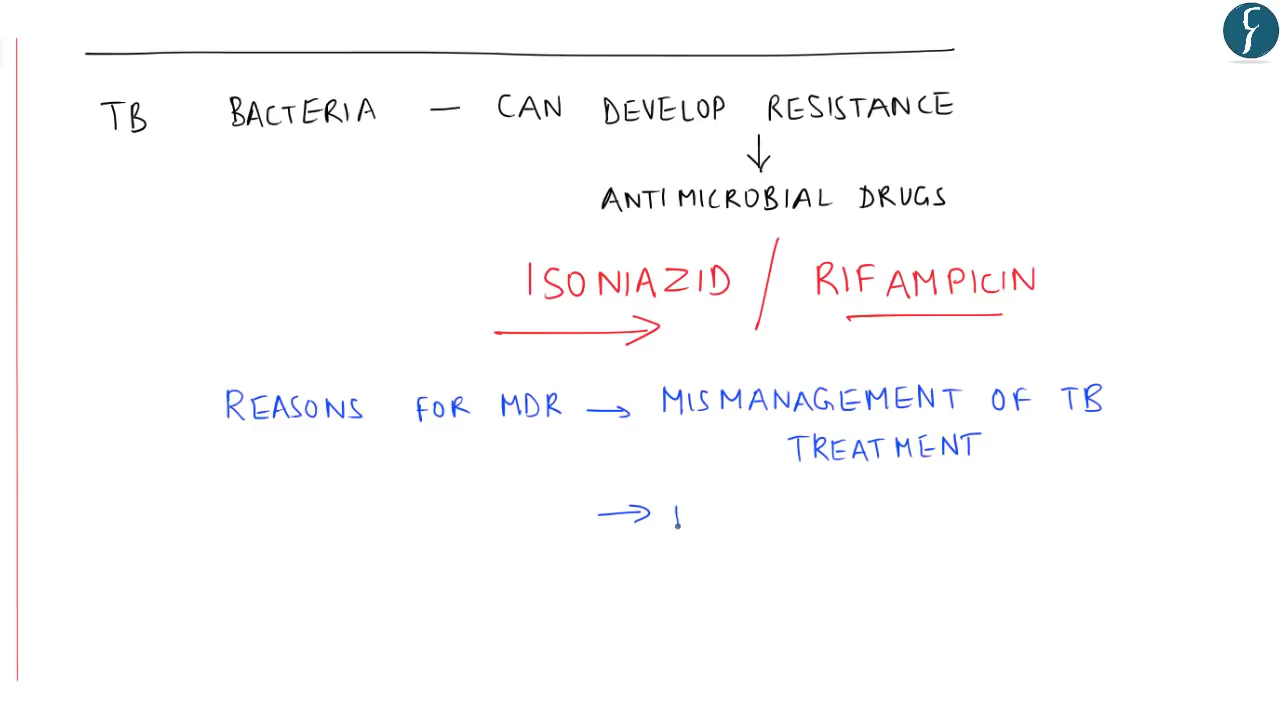 TB BACTERIA — CAN DEVELOP RESISTANCE
↓
ANTIMICROBIAL DRUGS
ISONIAZID / RIFAMPICIN
REASONS FOR MDR → MISMANAGEMENT OF TB
TREATMENT
→